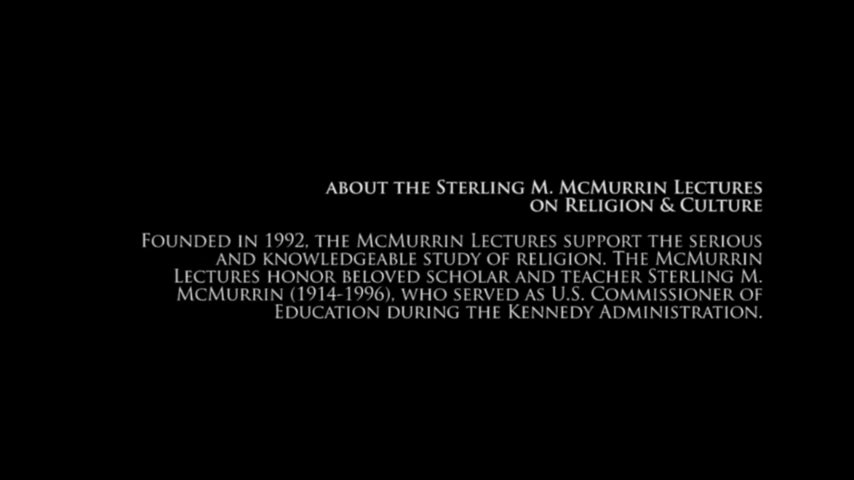 ABOUT THE STERLING M. MCMURRIN LECTURES
ON RELIGION & CULTURE
FOUNDED IN 1992, THE MCMURRIN LECTURES SUPPORT THE SERIOUS
AND KNOWLEDGEABLE STUDY OF RELIGION. THE MCMURRIN
LECTURES HONOR BELOVED SCHOLAR AND TEACHER STERLING M.
MCMURRIN (1914-1996), WHO SERVED AS U.S. COMMISSIONER OF
EDUCATION DURING THE KENNEDY ADMINISTRATION.